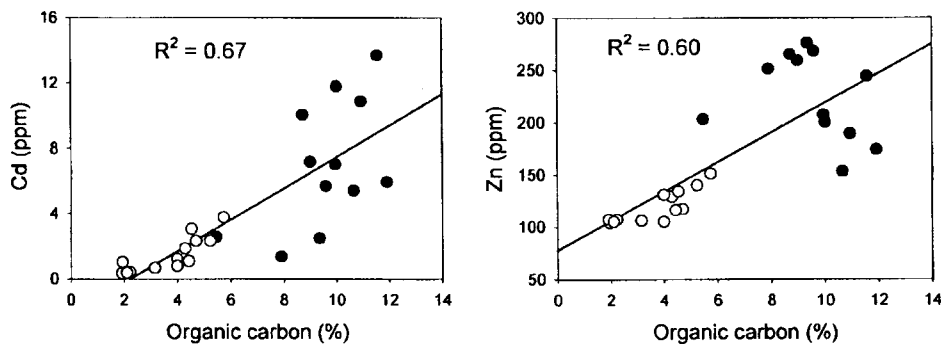 R² = 0.67
Cd (ppm)
16
12
8
4
0
0 2 4 6 8 10 12 14
Organic carbon (%)
R² = 0.60
Zn (ppm)
300
250
200
150
100
50
0 2 4 6 8 10 12 14
Organic carbon (%)